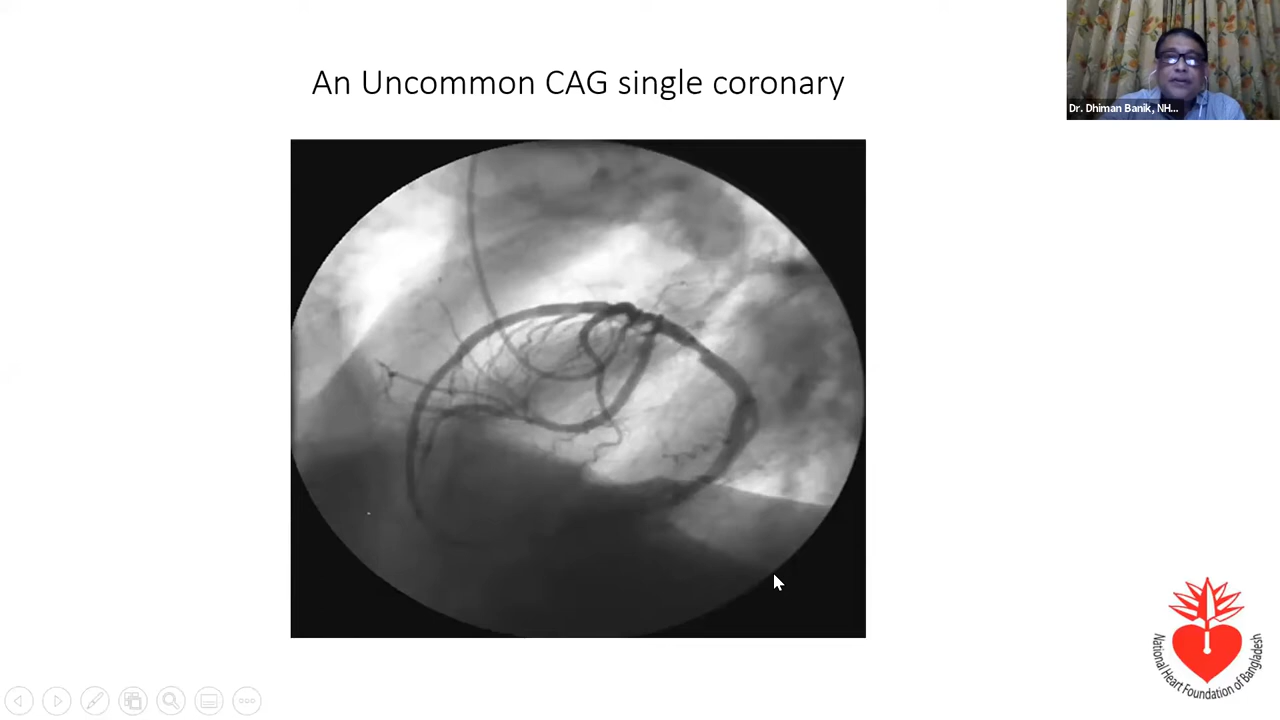 An Uncommon CAG single coronary
Dr. Dhiman Banik, NH...
National Heart Foundation of Bangladesh